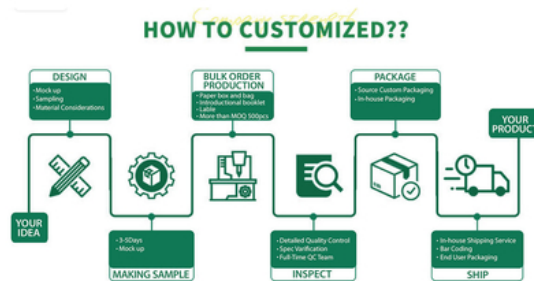 HOW TO CUSTOMIZED??
DESIGN
• Mock up
• Sampling
• Material Considerations
BULK ORDER
PRODUCTION
• Paper box and bag
• Introductional booklet
• Lable
• More than MOQ 500pcs
PACKAGE
• Source Custom Packaging
• In-house Packaging
YOUR
PRODUCT
YOUR
IDEA
• 3-5Days
• Mock up
MAKING SAMPLE
• Detailed Quality Control
• Spec Varification
• Full-Time QC Team
INSPECT
• In-house Shipping Service
• Bar Coding
• End User Packaging
SHIP